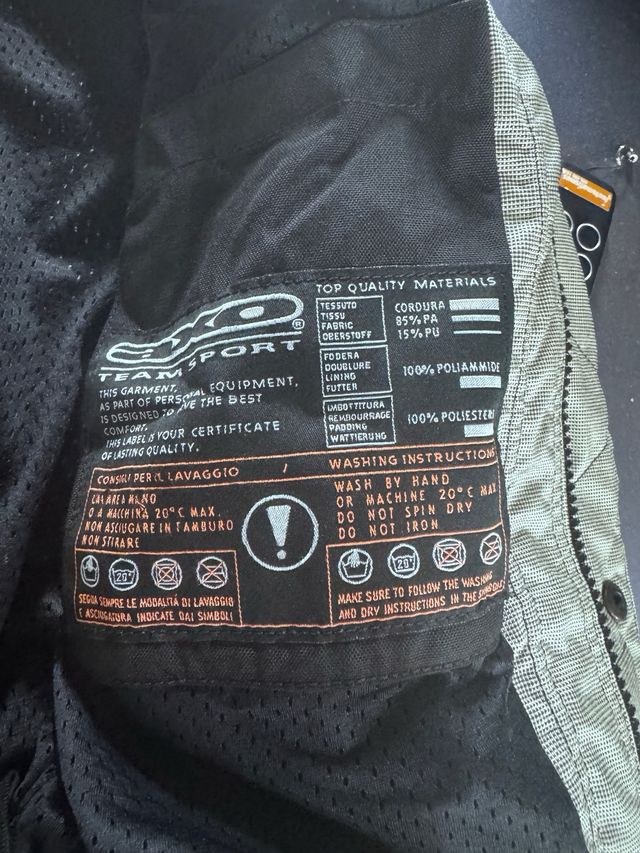 TOP QUALITY MATERIALS
TESSUTO
TISSU
FABRIC
OBERSTOFF
CORDURA
85% PA
15% PU
FODERA
DOUBLURE
LINING
FUTTER
100% POLIAMMIDE
IMBOTTITURA
REMBOURRAGE
PADDING
WATTIERUNG
100% POLIESTERE
®
TEAM SPORT
THIS GARMENT,
AS PART OF PERSONAL EQUIPMENT,
IS DESIGNED TO GIVE THE BEST
COMFORT.
THIS LABEL IS YOUR CERTIFICATE
OF LASTING QUALITY.
CONSIGLI PER IL LAVAGGIO / WASHING INSTRUCTIONS
LAVARE A MANO
O A MACCHINA 20°C MAX.
NON ASCIUGARE IN TAMBURO
NON STIRARE
20°
SEGUA SEMPRE LE MODALITÁ DI LAVAGGIO
E ASCIUGATURA INDICATE DAI SIMBOLI
!
WASH BY HAND
OR MACHINE 20°C MAX
DO NOT SPIN DRY
DO NOT IRON
20°
MAKE SURE TO FOLLOW THE WASHING
AND DRY INSTRUCTIONS IN THE